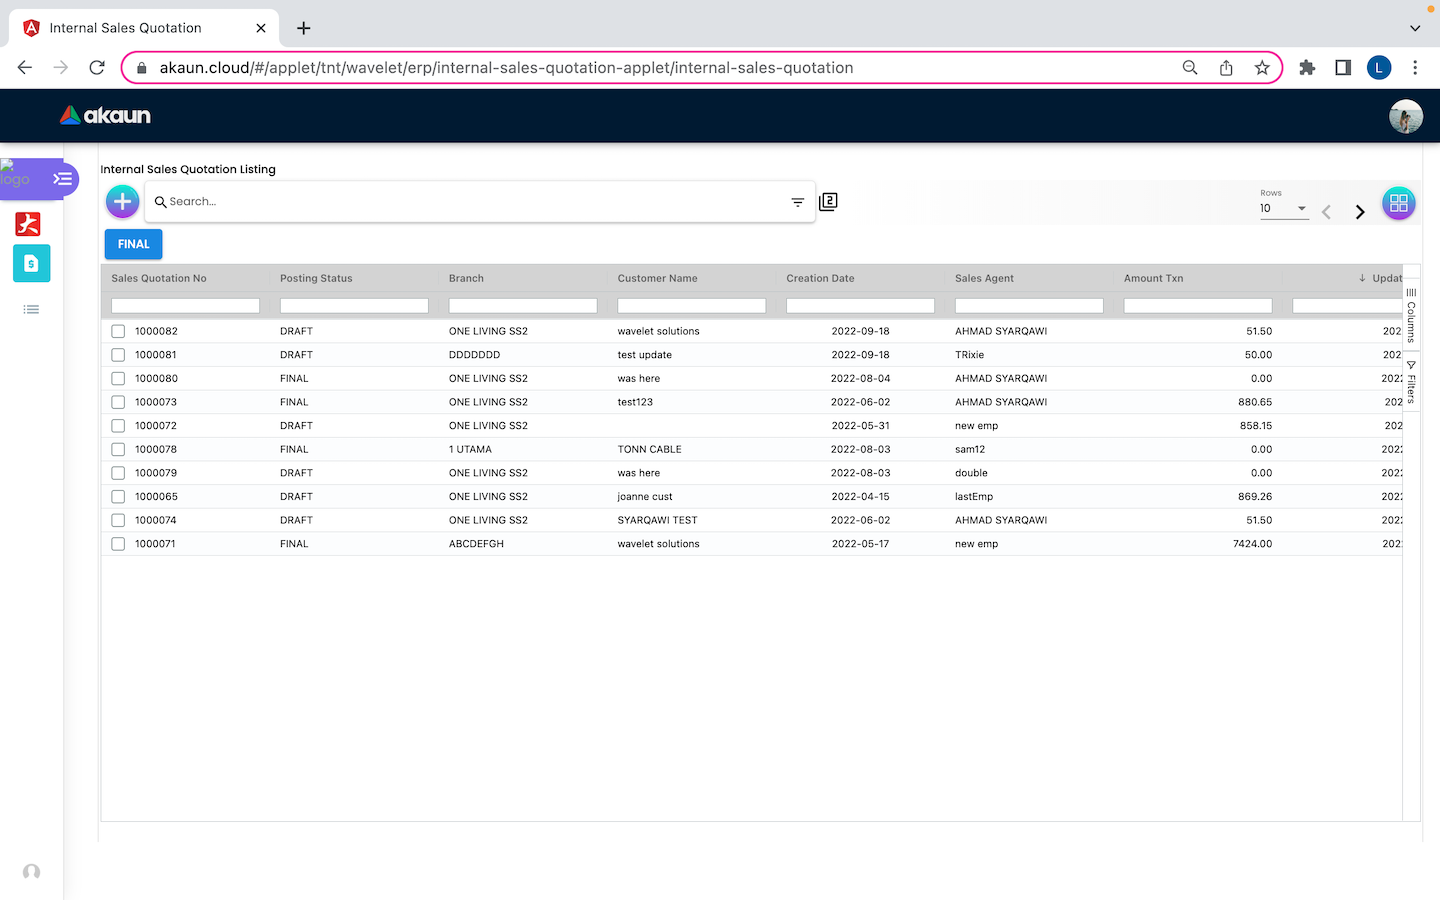 Internal Sales Quotation
akaun.cloud/#/applet/tnt/wavelet/erp/internal-sales-quotation-applet/internal-sales-quotation
L
akaun
logo
Internal Sales Quotation Listing
Search...
2
Rows
10
FINAL
Sales Quotation No Posting Status Branch Customer Name Creation Date Sales Agent Amount Txn Updat
1000082 DRAFT ONE LIVING SS2 wavelet solutions 2022-09-18 AHMAD SYARQAWI 51.50 202
1000081 DRAFT DDDDDDD test update 2022-09-18 TRixie 50.00 202
1000080 FINAL ONE LIVING SS2 was here 2022-08-04 AHMAD SYARQAWI 0.00 2022
1000073 FINAL ONE LIVING SS2 test123 2022-06-02 AHMAD SYARQAWI 880.65 202
1000072 DRAFT ONE LIVING SS2 2022-05-31 new emp 858.15 202
1000078 FINAL 1 UTAMA TONN CABLE 2022-08-03 sam12 0.00 2022
1000079 DRAFT ONE LIVING SS2 was here 2022-08-03 double 0.00 2022
1000065 DRAFT ONE LIVING SS2 joanne cust 2022-04-15 lastEmp 869.26 2022
1000074 DRAFT ONE LIVING SS2 SYARQAWI TEST 2022-06-02 AHMAD SYARQAWI 51.50 2022
1000071 FINAL ABCDEFGH wavelet solutions 2022-05-17 new emp 7424.00 202
Columns
Filters